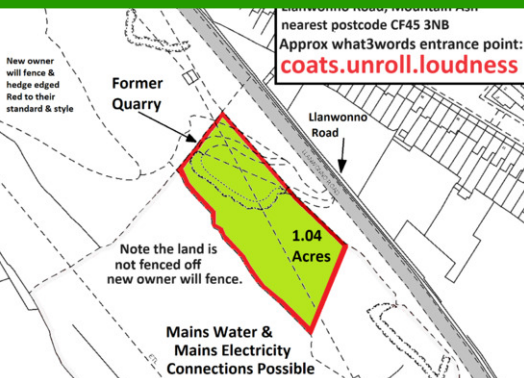 Llanwonno Road, Mountain Ash
nearest postcode CF45 3NB
Approx what3words entrance point:
coats.unroll.loudness
New owner
will fence &
hedge edged
Red to their
standard & style
Former
Quarry
Llanwonno
Road
1.04
Acres
Note the land is
not fenced off
new owner will fence.
Mains Water &
Mains Electricity
Connections Possible